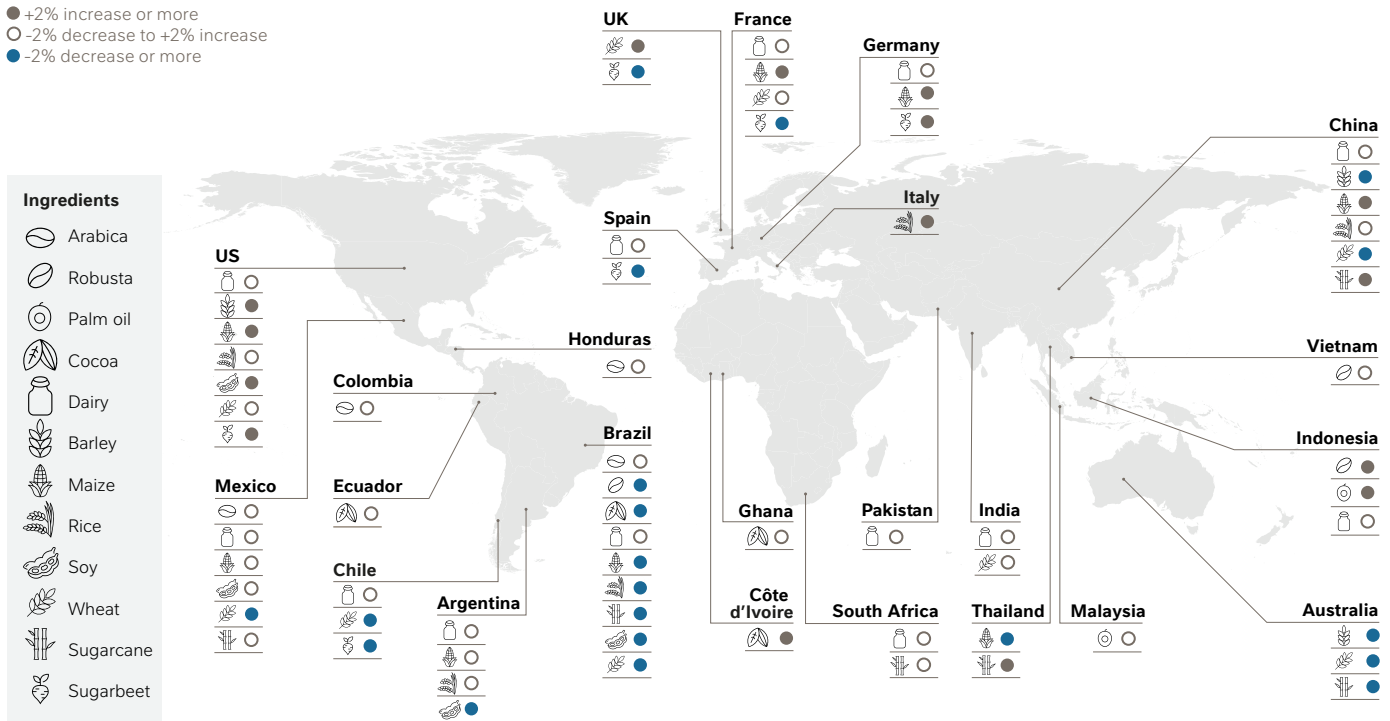 +2% increase or more
-2% decrease to +2% increase
-2% decrease or more
UK
France
Germany
China
Ingredients
Arabica
Robusta
Palm oil
Cocoa
Dairy
Barley
Maize
Rice
Soy
Wheat
Sugarcane
Sugarbeet
Italy
Spain
US
Honduras
Vietnam
Colombia
Brazil
Indonesia
Mexico
Ecuador
Ghana
Pakistan
India
Chile
Argentina
Côte
d'Ivoire
South Africa
Thailand
Malaysia
Australia